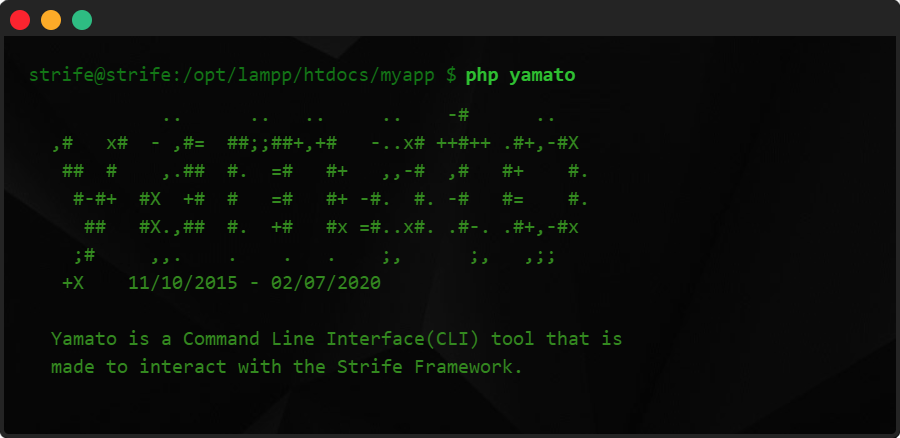 strife@strife:/opt/lampp/htdocs/myapp $ php yamato
            ..      ..   ..     ..    -#      ..
  ,#   x#  - ,#=  ##;;##+,+#   -..x# ++#++ .#+,-#X
   ##  #    ,.##  #.  =#   #+   ,,-#  ,#   #+    #.
    #-#+  #X  +#  #   =#   #+ -#.  #. -#   #=    #.
     ##   #X.,##  #.  +#   #x =#..x#. .#-. .#+,-#x
    ;#     ,,.    .    .   .    ;,      ;,   ,;;
   +X    11/10/2015 - 02/07/2020
Yamato is a Command Line Interface(CLI) tool that is
made to interact with the Strife Framework.